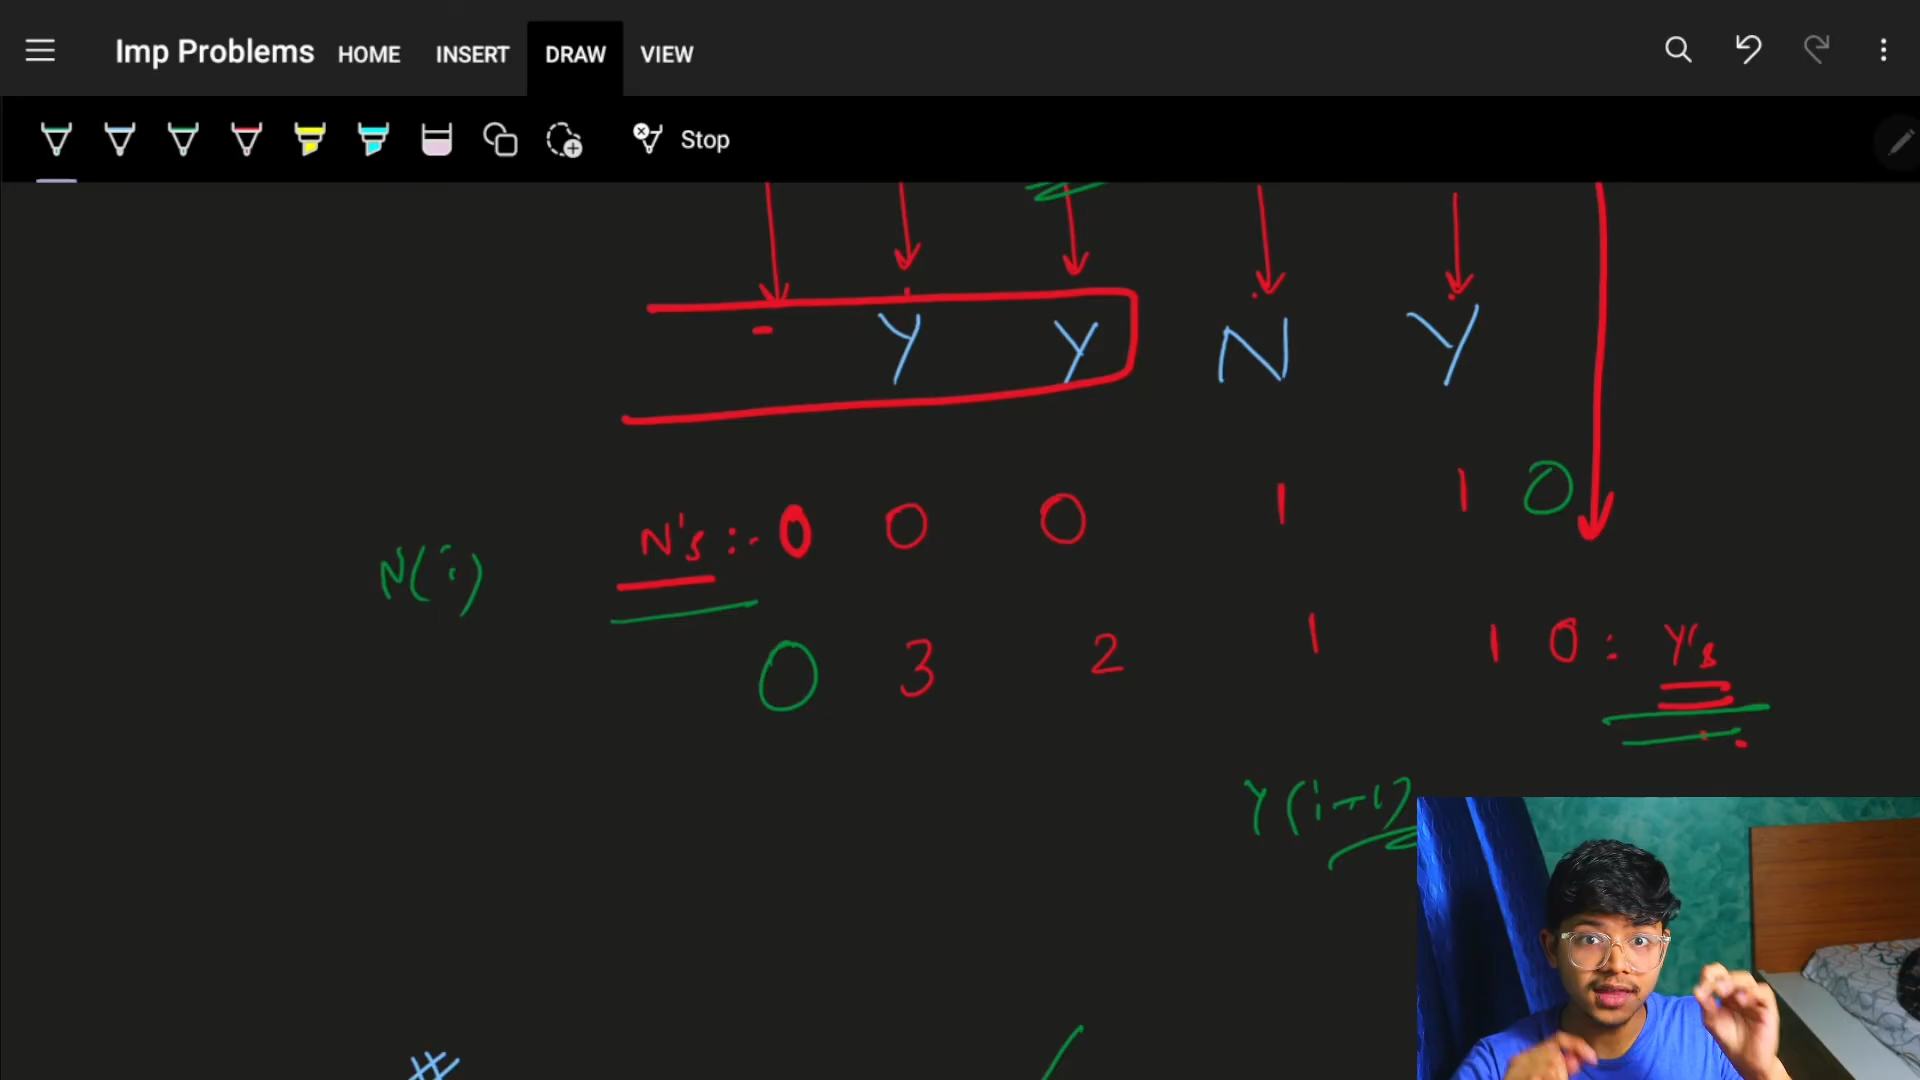 Imp Problems HOME INSERT DRAW VIEW
Stop
- Y Y N Y
N's :- 0 0 0 1 1 0
N(i)
0 3 2 1 1 0 : Y's
Y(i+1)